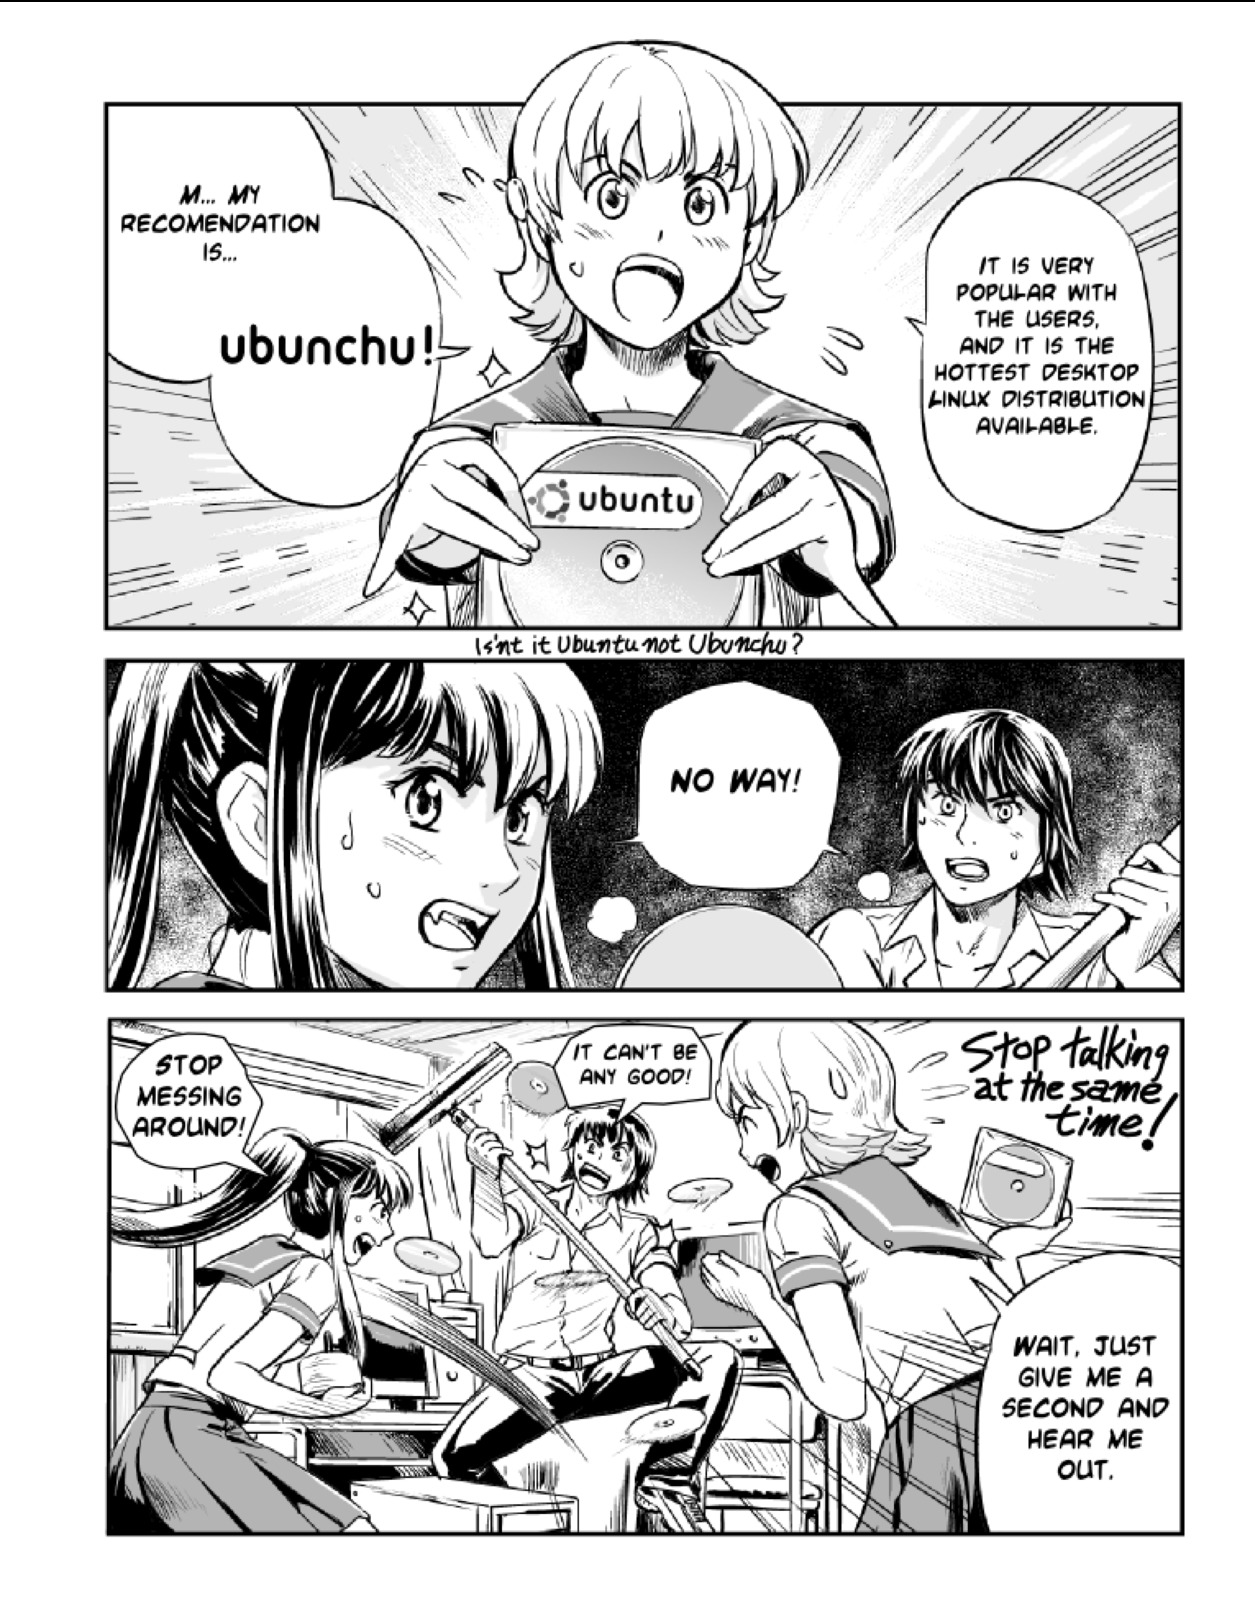 M... MY
RECOMENDATION
IS...
ubunchu!
IT IS VERY
POPULAR WITH
THE USERS,
AND IT IS THE
HOTTEST DESKTOP
LINUX DISTRIBUTION
AVAILABLE.
ubuntu
Is'nt it Ubuntu not Ubunchu?
NO WAY!
STOP
MESSING
AROUND!
IT CAN'T BE
ANY GOOD!
Stop talking
at the same
time!
WAIT, JUST
GIVE ME A
SECOND AND
HEAR ME
OUT.